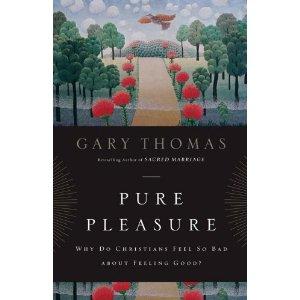 GARY THOMAS
Bestselling Author of SACRED MARRIAGE
PURE
PLEASURE
WHY DO CHRISTIANS FEEL SO BAD
ABOUT FEELING GOOD?